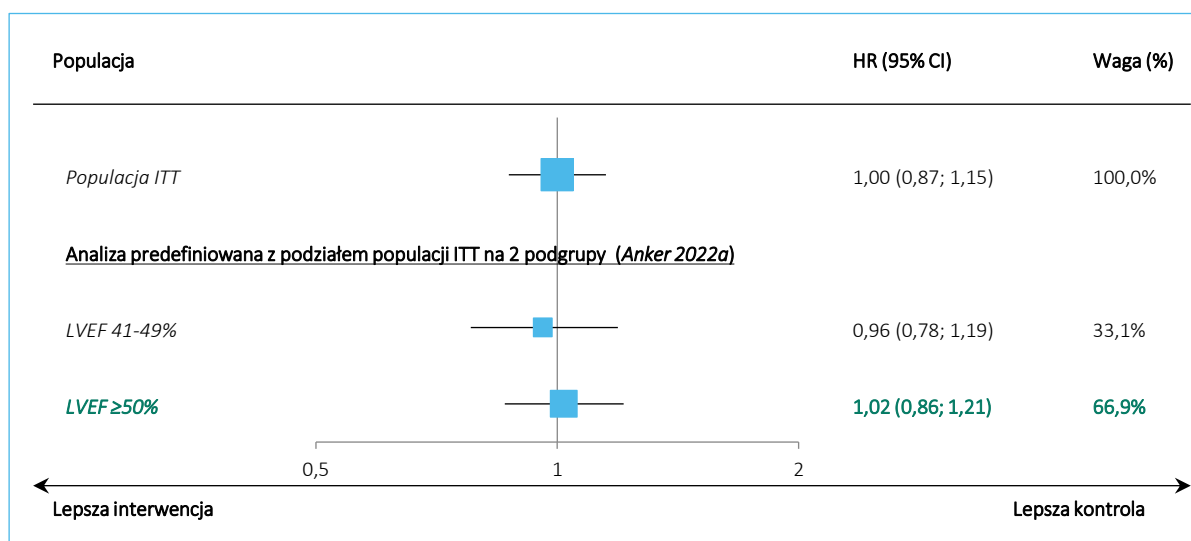 Populacja HR (95% CI) Waga (%)
Populacja ITT 1,00 (0,87; 1,15) 100,0%
Analiza predefiniowana z podziałem populacji ITT na 2 podgrupy (Anker 2022a)
LVEF 41-49% 0,96 (0,78; 1,19) 33,1%
LVEF ≥50% 1,02 (0,86; 1,21) 66,9%
0,5 1 2
Lepsza interwencja Lepsza kontrola